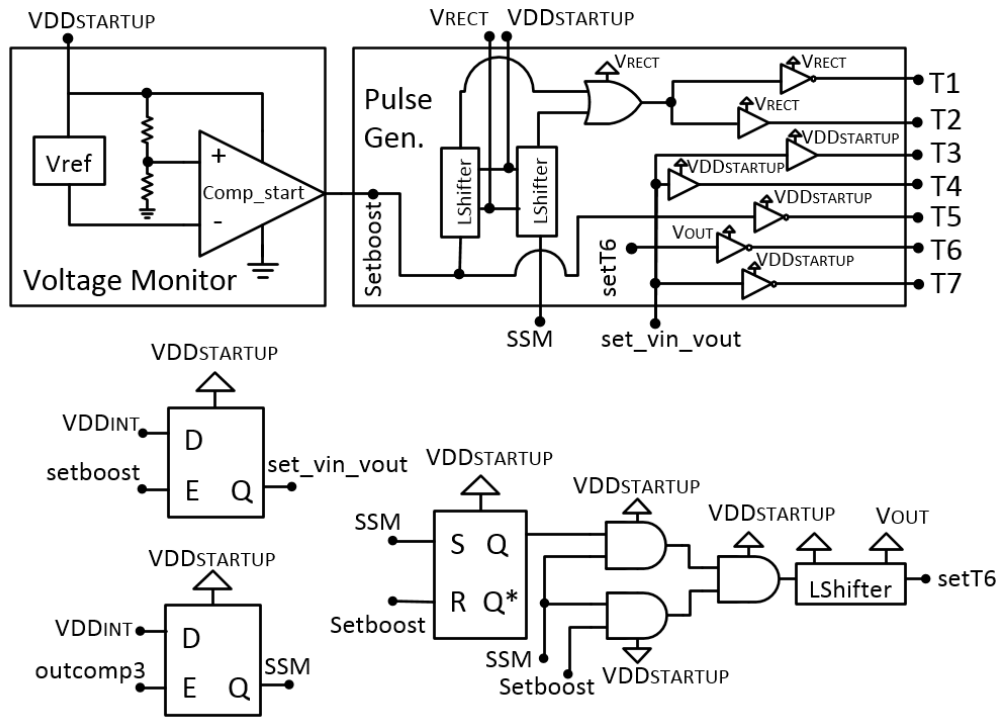 VDDSTARTUP
VRECT VDDSTARTUP
Vref
+
Comp_start
-
Voltage Monitor
Setboost
Pulse
Gen.
LShifter
LShifter
VRECT
VRECT
T1
VRECT
T2
VDDSTARTUP
T3
VDDSTARTUP
T4
VDDSTARTUP
T5
setT6
VOUT
T6
VDDSTARTUP
T7
SSM
set_vin_vout
VDDSTARTUP
VDDINT
D
setboost
E Q
set_vin_vout
VDDSTARTUP
VDDINT
D
outcomp3
E Q
SSM
VDDSTARTUP
SSM
S Q
R Q*
Setboost
VDDSTARTUP
SSM
Setboost
VDDSTARTUP
VDDSTARTUP
VOUT
LShifter
setT6